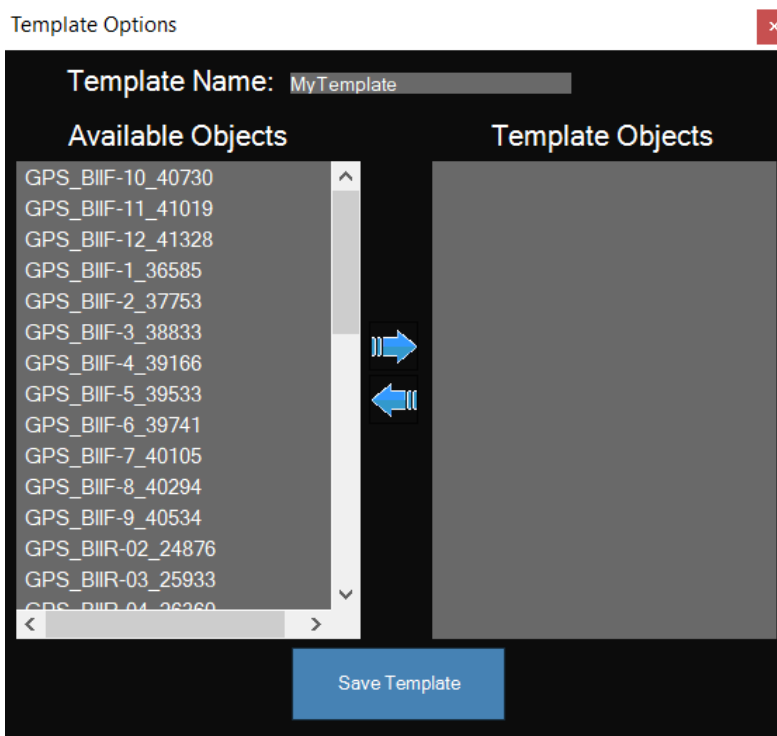 Template Options
Template Name: MyTemplate
Available Objects
Template Objects
GPS_BIIF-10_40730
GPS_BIIF-11_41019
GPS_BIIF-12_41328
GPS_BIIF-1_36585
GPS_BIIF-2_37753
GPS_BIIF-3_38833
GPS_BIIF-4_39166
GPS_BIIF-5_39533
GPS_BIIF-6_39741
GPS_BIIF-7_40105
GPS_BIIF-8_40294
GPS_BIIF-9_40534
GPS_BIIR-02_24876
GPS_BIIR-03_25933
Save Template